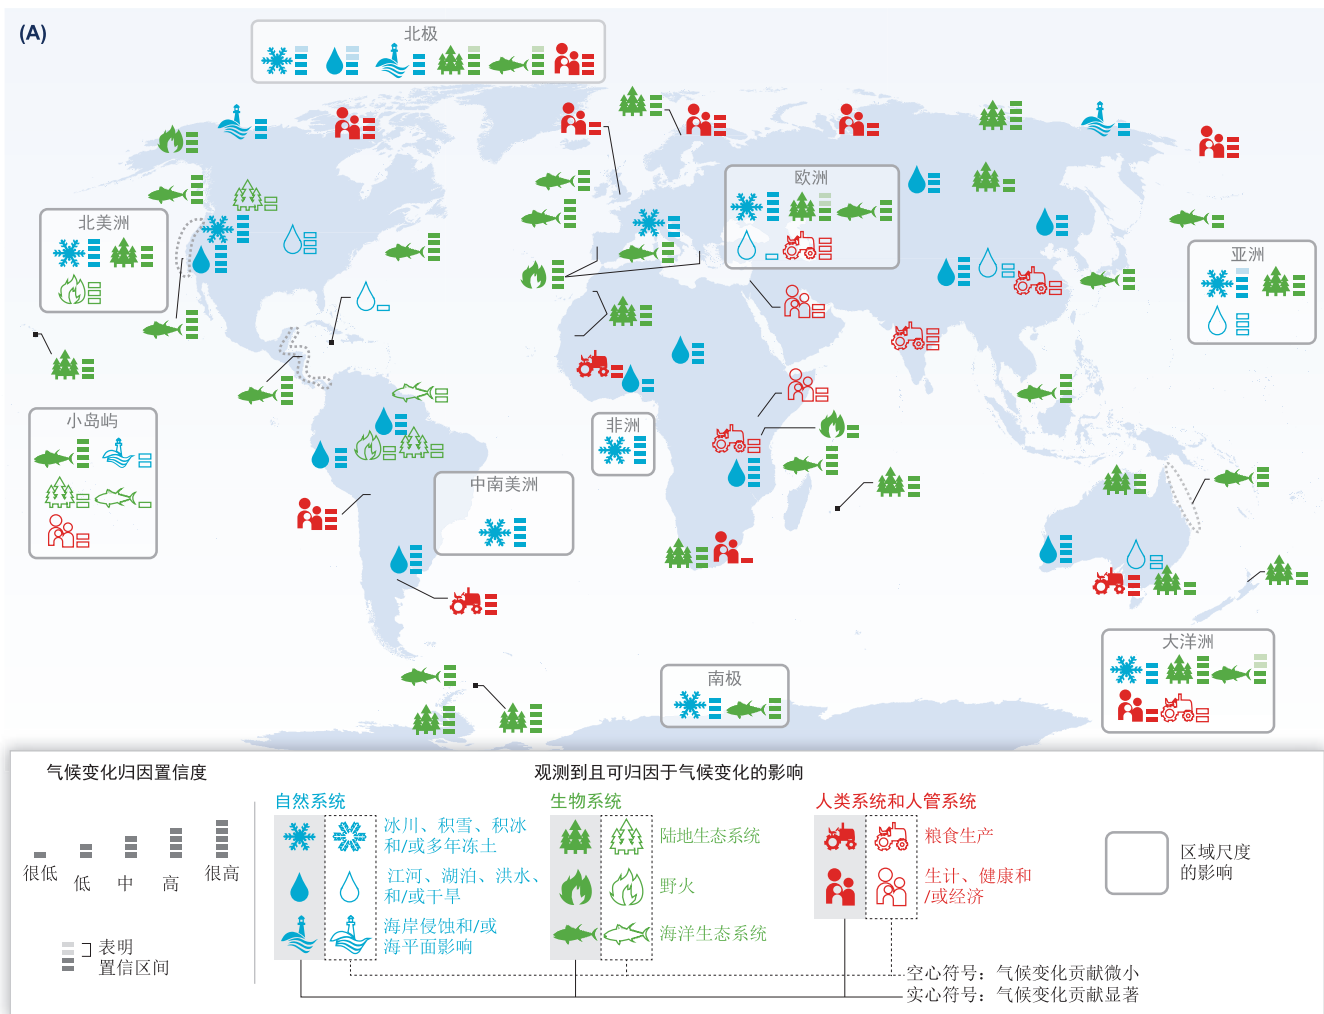 (A)
北极
北美洲
欧洲
亚洲
小岛屿
非洲
中南美洲
大洋洲
南极
气候变化归因置信度
很低
低
中
高
很高
表明
置信区间
观测到且可归因于气候变化的影响
自然系统
冰川、积雪、积冰
和/或多年冻土
江河、湖泊、洪水、
和/或干旱
海岸侵蚀和/或
海平面影响
生物系统
陆地生态系统
野火
海洋生态系统
人类系统和人管系统
粮食生产
生计、健康和
/或经济
区域尺度
的影响
空心符号：气候变化贡献微小
实心符号：气候变化贡献显著